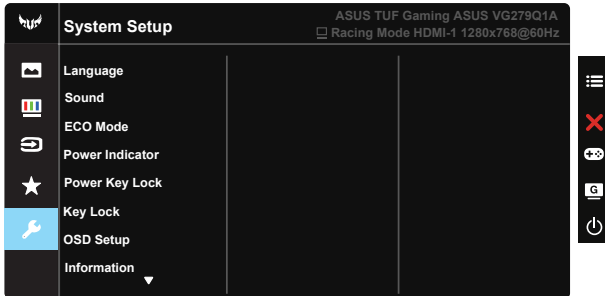 System Setup
ASUS TUF Gaming ASUS VG279Q1A
Racing Mode HDMI-1 1280x768@60Hz
Language
Sound
ECO Mode
Power Indicator
Power Key Lock
Key Lock
OSD Setup
Information
G